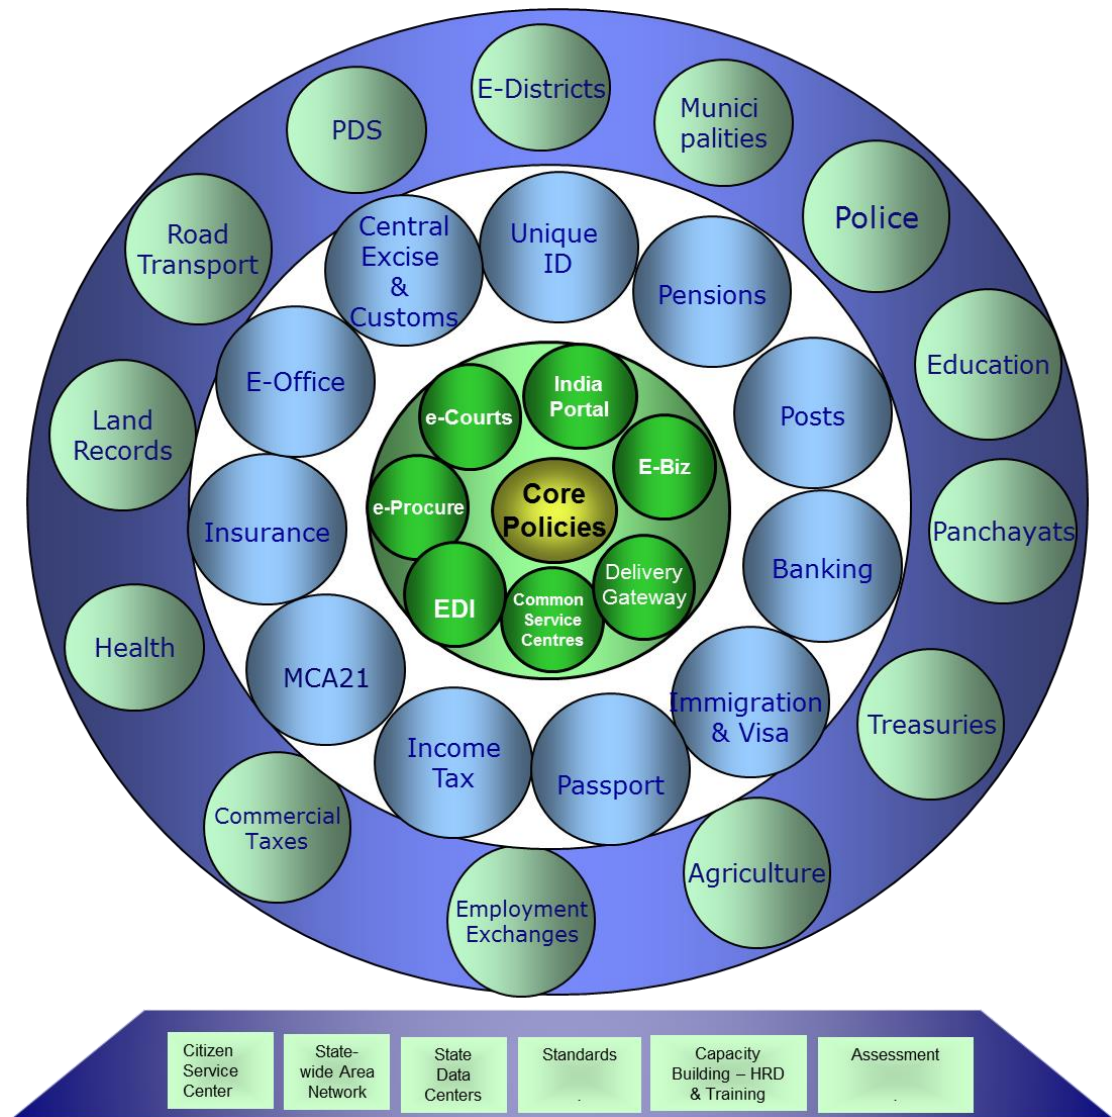 E-Districts
Munici
palities
PDS
Police
Road
Transport
Education
Land
Records
Panchayats
Health
Treasuries
Commercial
Taxes
Agriculture
Employment
Exchanges
Central
Excise
&
Customs
Unique
ID
Pensions
E-Office
Posts
Insurance
Banking
MCA21
Immigration
& Visa
Income
Tax
Passport
India
Portal
e-Courts
E-Biz
e-Procure
Core
Policies
EDI
Delivery
Gateway
Common
Service
Centres
Citizen
Service
Center
State-
wide Area
Network
State
Data
Centers
Standards
.
Capacity
Building – HRD
& Training
Assessment
.